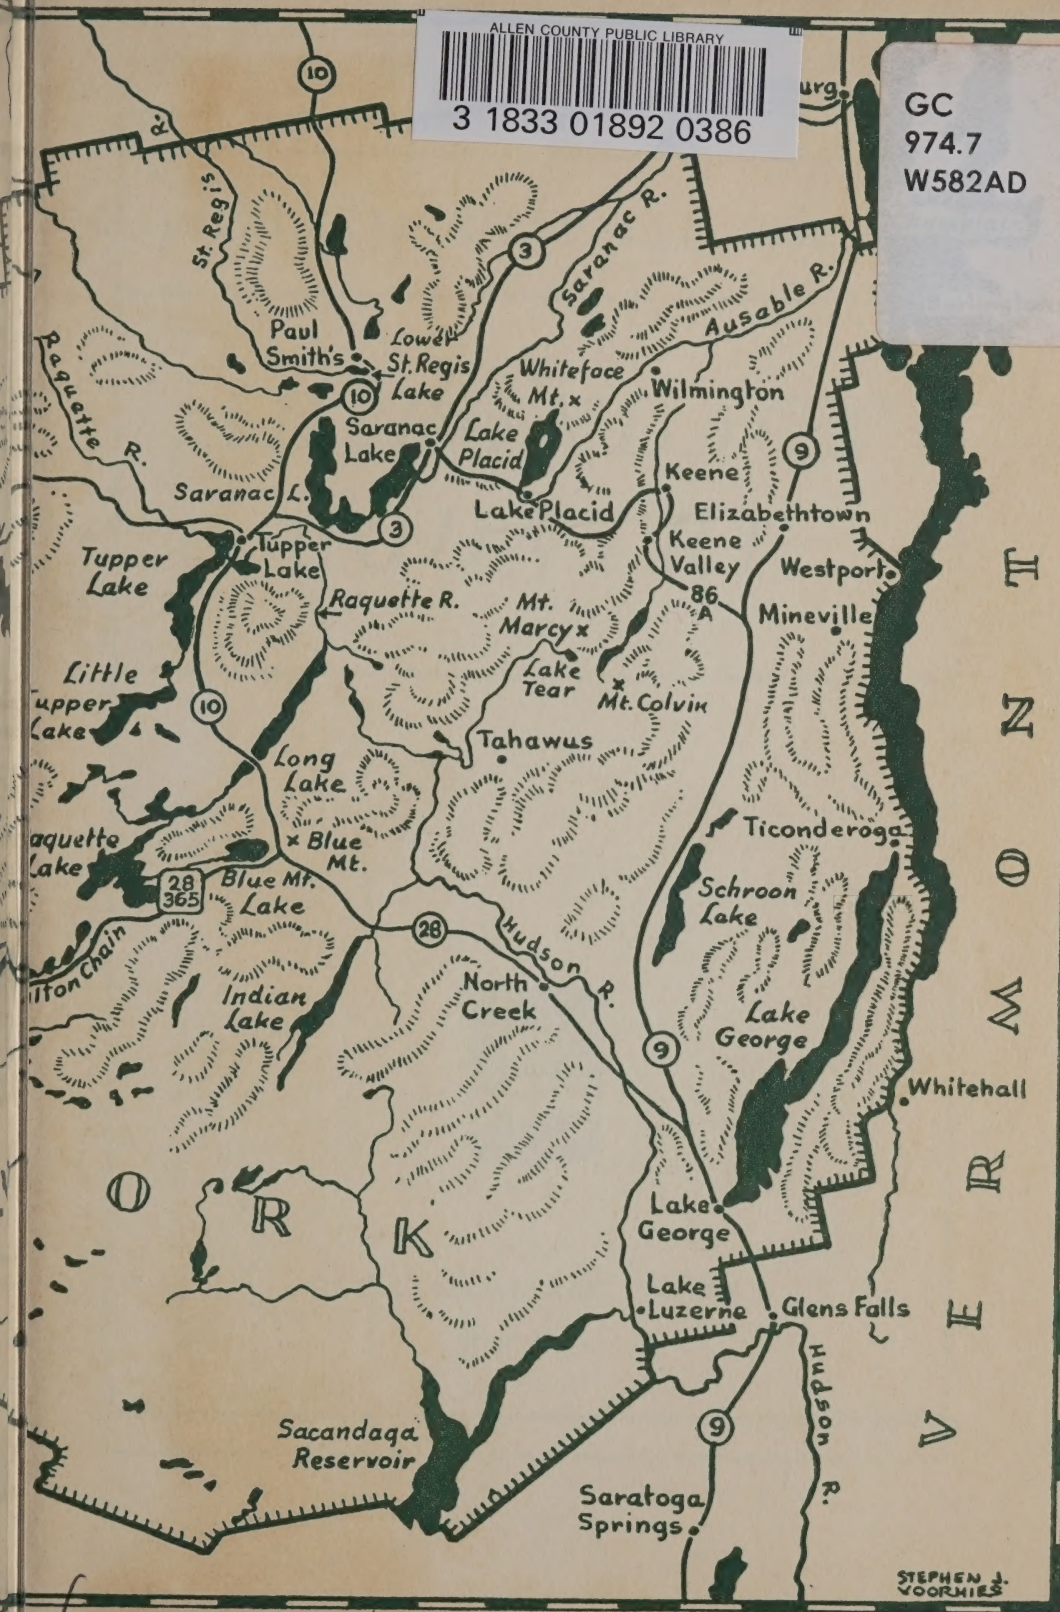 ALLEN COUNTY PUBLIC LIBRARY
3 1833 01892 0386
GC
974.7
W582AD
urg
10
R.
St. Regis
3
Saranac R.
Ausable R.
Paul
Smith's
Lower
St. Regis
Lake
Whiteface
Mt. x
Wilmington
Raquette
R.
10
Saranac
Lake
Lake
Placid
9
Keene
Saranac L.
3
Lake Placid
Elizabethtown
Tupper
Lake
Tupper
Lake
Keene
Valley
Westport
86
A
Raquette R.
Mt.
Marcy x
Mineville
Little
upper
Lake
Lake
Tear
x
Mt. Colvin
10
Tahawus
Long
Lake
Ticonderoga
aquette
Lake
x Blue
Mt.
28
365
Blue Mt.
Lake
Schroon
Lake
28
Hudson
R.
lton Chain
Indian
Lake
North
Creek
Lake
George
9
Whitehall
O R K
Lake
George
Lake
Luzerne
Glens Falls
Hudson
R.
Sacandaga
Reservoir
9
Saratoga
Springs
V E R M O N T
STEPHEN J.
VOORHIES